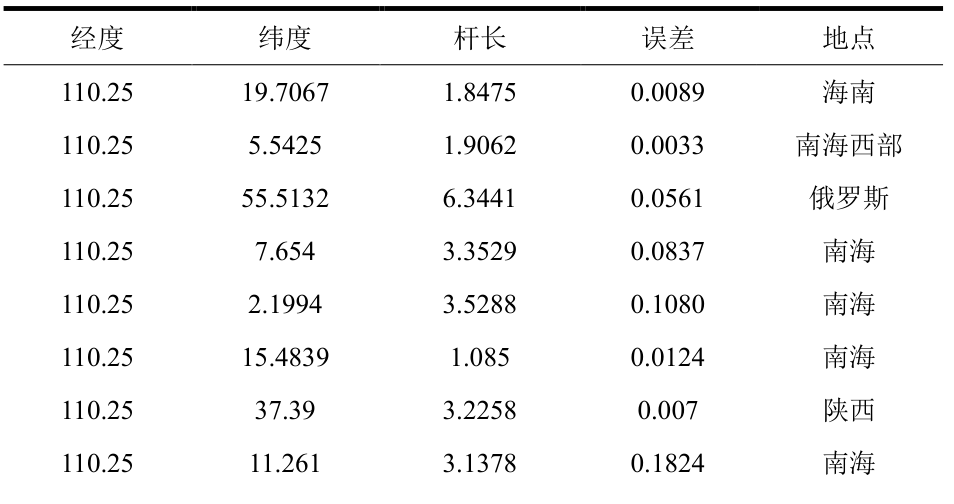 经度 纬度 杆长 误差 地点
110.25 19.7067 1.8475 0.0089 海南
110.25 5.5425 1.9062 0.0033 南海西部
110.25 55.5132 6.3441 0.0561 俄罗斯
110.25 7.654 3.3529 0.0837 南海
110.25 2.1994 3.5288 0.1080 南海
110.25 15.4839 1.085 0.0124 南海
110.25 37.39 3.2258 0.007 陕西
110.25 11.261 3.1378 0.1824 南海